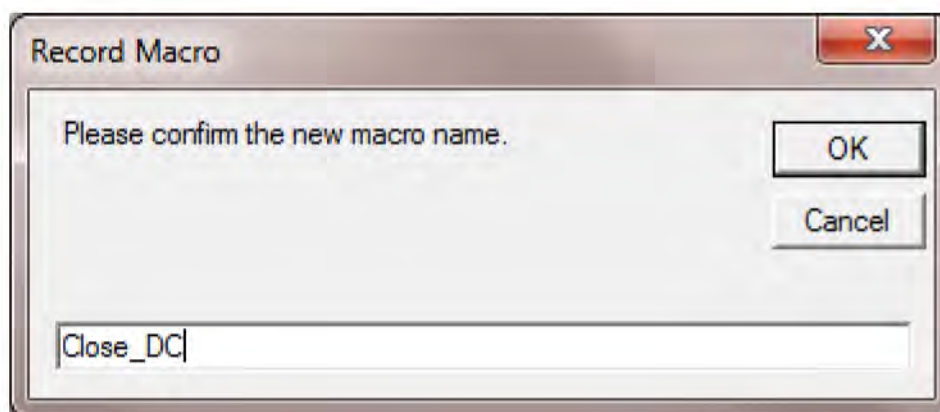 Record Macro
Please confirm the new macro name.
OK
Cancel
Close_DC